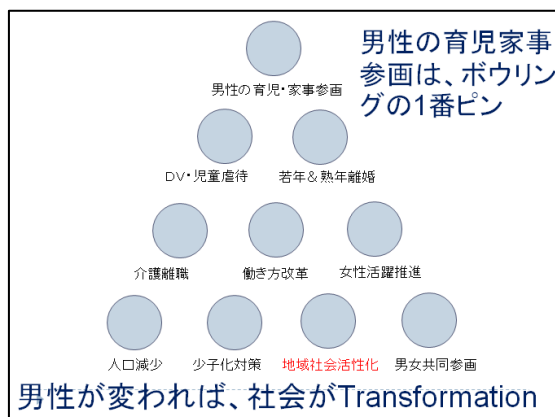 男性の育児家事
参画は、ボウリン
グの1番ピン
男性の育児・家事参画
DV・児童虐待
若年&熟年離婚
介護離職
働き方改革
女性活躍推進
人口減少
少子化対策
地域社会活性化
男女共同参画
男性が変われば、社会がTransformation